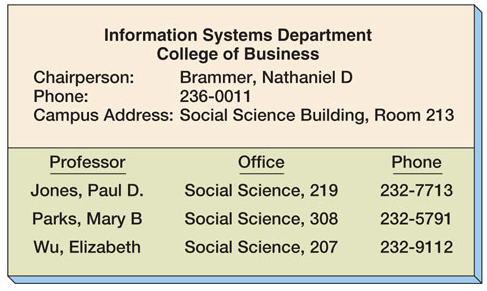 Information Systems Department
College of Business
Chairperson: Brammer, Nathaniel D
Phone: 236-0011
Campus Address: Social Science Building, Room 213
Professor Office Phone
Jones, Paul D. Social Science, 219 232-7713
Parks, Mary B Social Science, 308 232-5791
Wu, Elizabeth Social Science, 207 232-9112